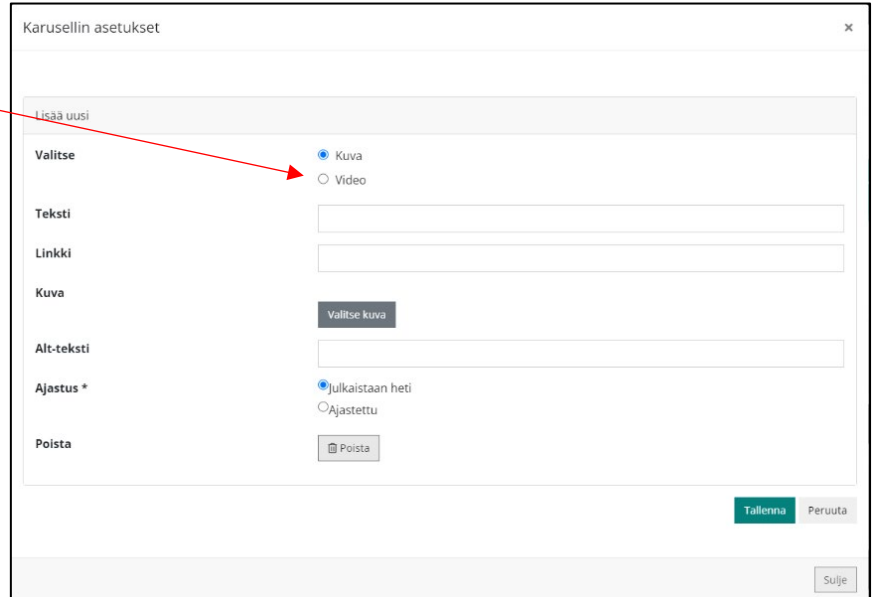 Karusellin asetukset ×
Lisää uusi
Valitse
Kuva
Video
Teksti
Linkki
Kuva
Valitse kuva
Alt-teksti
Ajastus *
Julkaistaan heti
Ajastettu
Poista
Poista
Tallenna Peruuta
Sulje